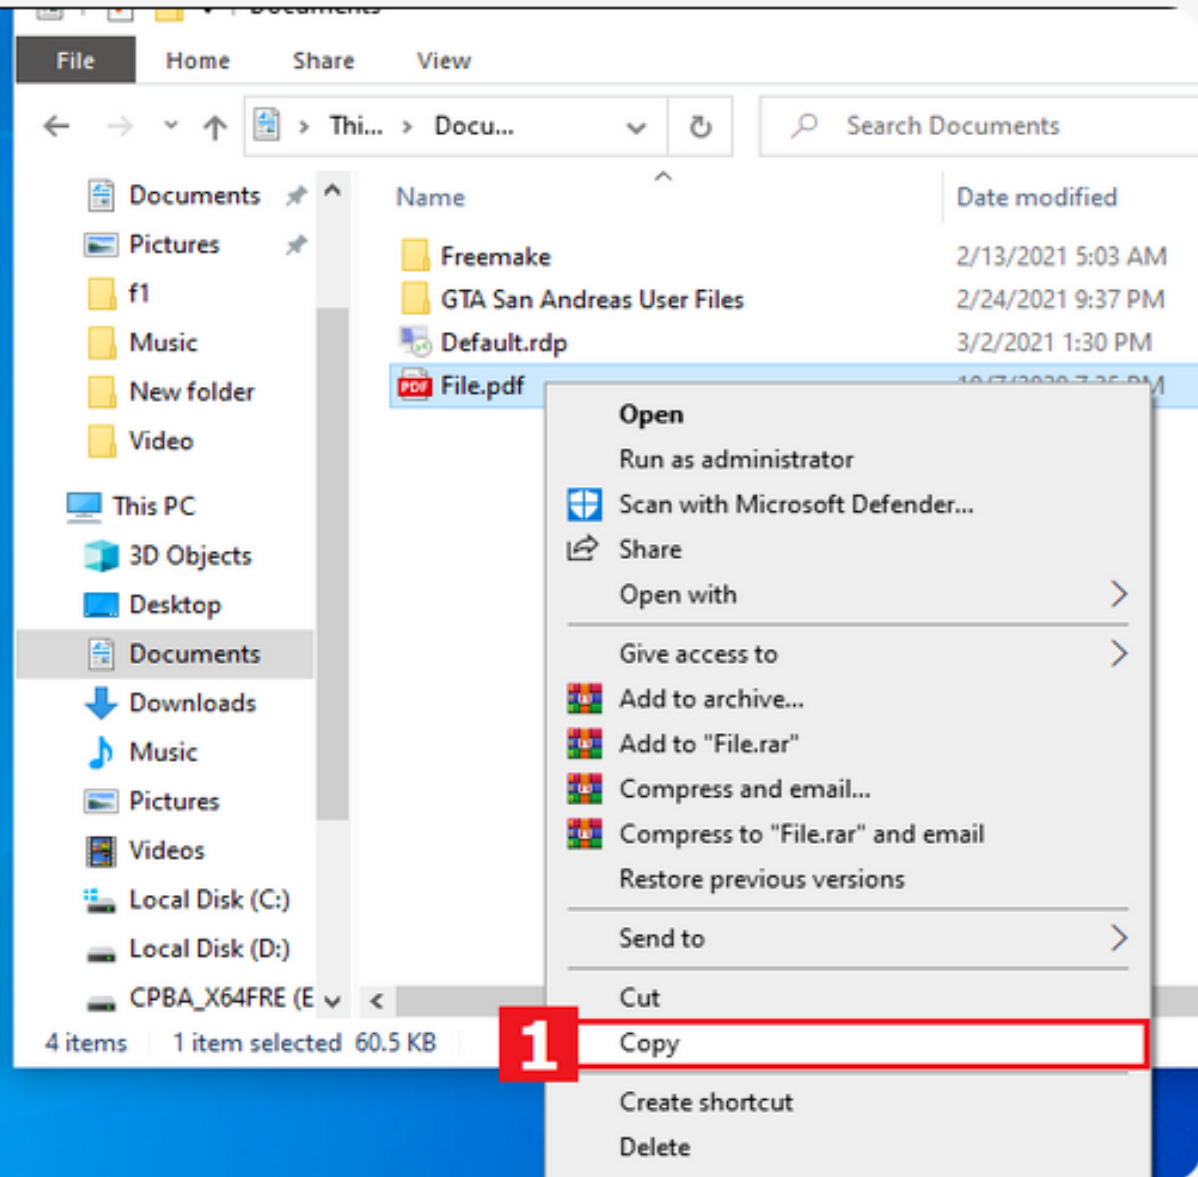 Documents
File Home Share View
Thi... Docu... Search Documents
Documents
Pictures
f1
Music
New folder
Video
This PC
3D Objects
Desktop
Documents
Downloads
Music
Pictures
Videos
Local Disk (C:)
Local Disk (D:)
CPBA_X64FRE (E
Name Date modified
Freemake 2/13/2021 5:03 AM
GTA San Andreas User Files 2/24/2021 9:37 PM
Default.rdp 3/2/2021 1:30 PM
PDF File.pdf
Open
Run as administrator
Scan with Microsoft Defender...
Share
Open with
Give access to
Add to archive...
Add to "File.rar"
Compress and email...
Compress to "File.rar" and email
Restore previous versions
Send to
Cut
1 Copy
Create shortcut
Delete
4 items 1 item selected 60.5 KB